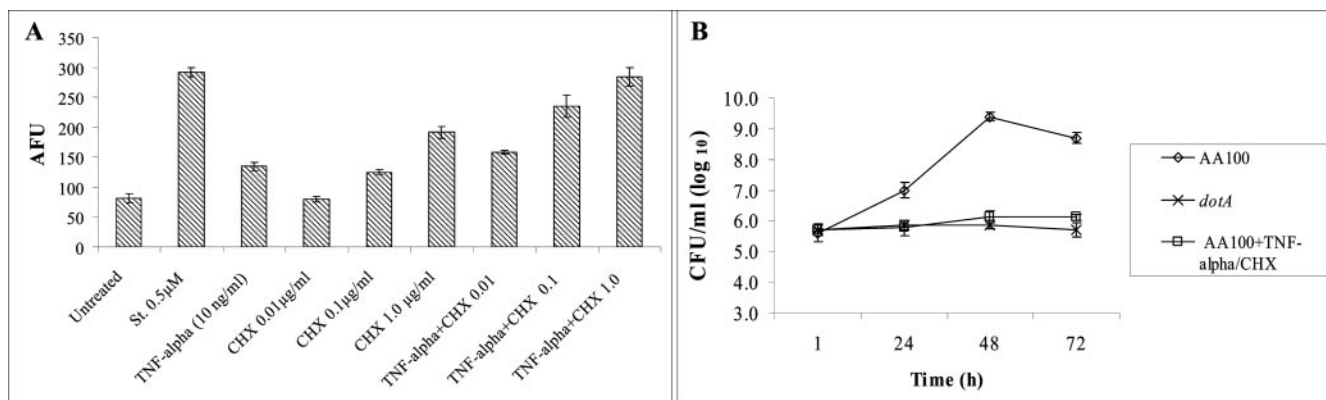 A
AFU
350
300
250
200
150
100
50
0
Untreated
St. 0.5µM
TNF-alpha (10 ng/ml)
CHX 0.01µg/ml
CHX 0.1µg/ml
CHX 1.0 µg/ml
TNF-alpha+CHX 0.01
TNF-alpha+CHX 0.1
TNF-alpha+CHX 1.0
B
CFU/ml (log 10)
10.0
9.0
8.0
7.0
6.0
5.0
4.0
3.0
1 24 48 72
Time (h)
AA100
dotA
AA100+TNF-
alpha/CHX